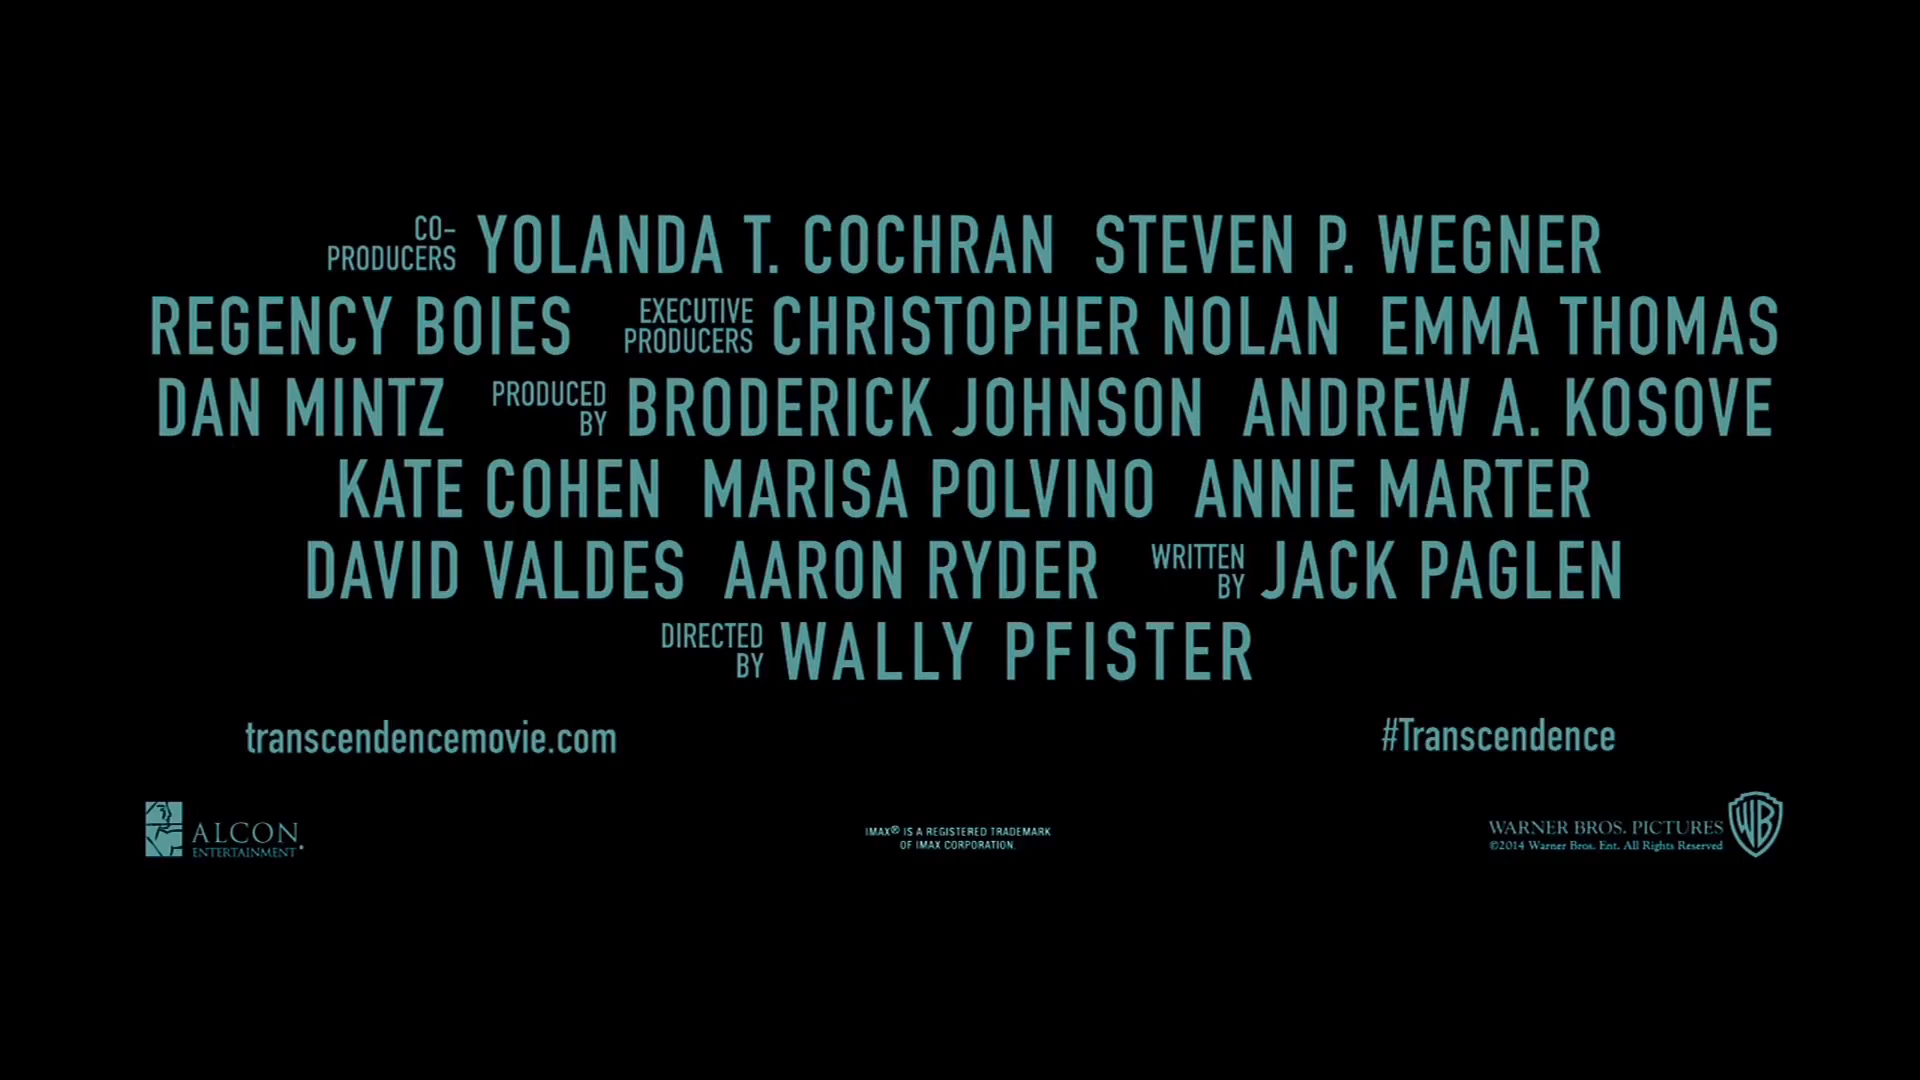 CO-PRODUCERS YOLANDA T. COCHRAN STEVEN P. WEGNER
REGENCY BOIES EXECUTIVE PRODUCERS CHRISTOPHER NOLAN EMMA THOMAS
DAN MINTZ PRODUCED BY BRODERICK JOHNSON ANDREW A. KOSOVE
KATE COHEN MARISA POLVINO ANNIE MARTER
DAVID VALDES AARON RYDER WRITTEN BY JACK PAGLEN
DIRECTED BY WALLY PFISTER
transcendencemovie.com
#Transcendence
ALCON
ENTERTAINMENT
IMAX® IS A REGISTERED TRADEMARK
OF IMAX CORPORATION.
WARNER BROS. PICTURES
©2014 Warner Bros. Ent. All Rights Reserved
WB